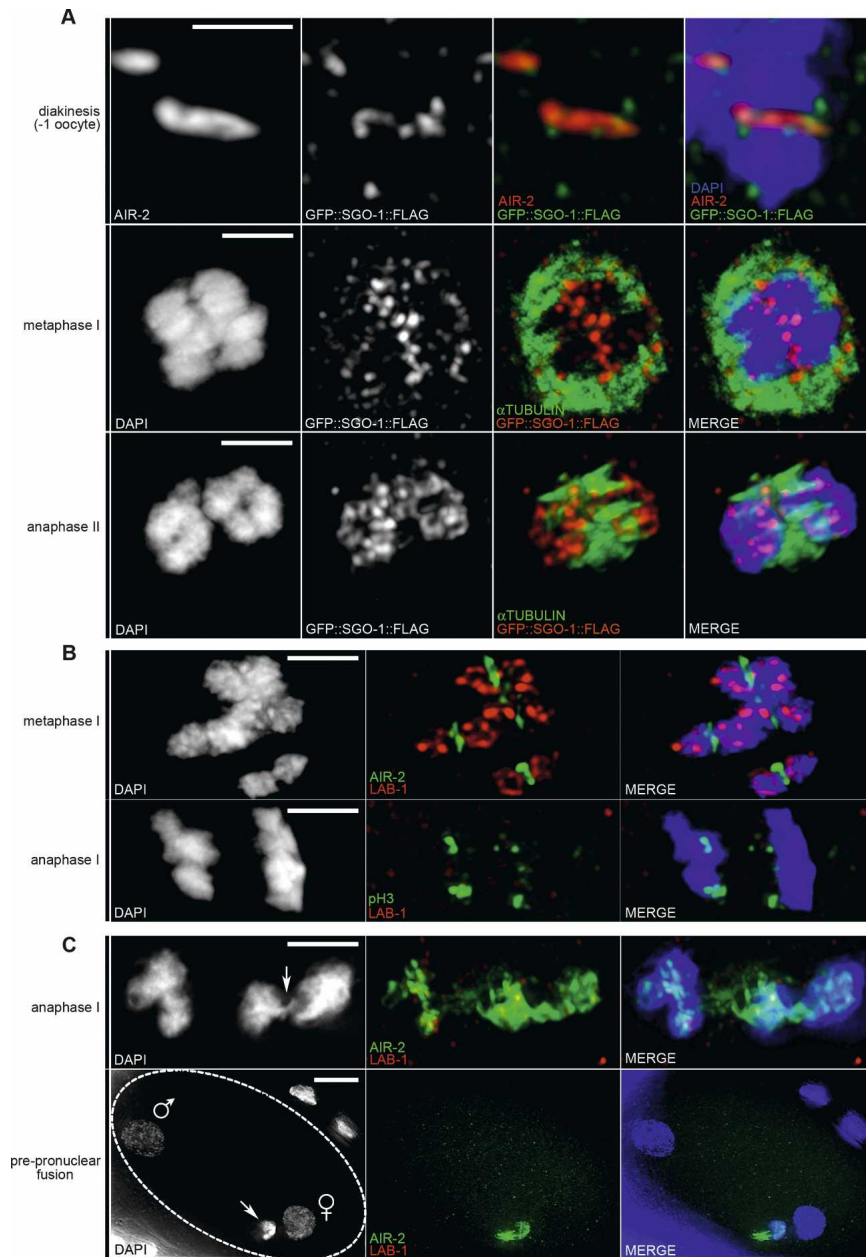 A
diakinesis
(-1 oocyte)
AIR-2
GFP::SGO-1::FLAG
AIR-2
GFP::SGO-1::FLAG
DAPI
AIR-2
GFP::SGO-1::FLAG
metaphase I
DAPI
GFP::SGO-1::FLAG
αTUBULIN
GFP::SGO-1::FLAG
MERGE
anaphase II
DAPI
GFP::SGO-1::FLAG
αTUBULIN
GFP::SGO-1::FLAG
MERGE
B
metaphase I
DAPI
AIR-2
LAB-1
MERGE
anaphase I
DAPI
pH3
LAB-1
MERGE
C
anaphase I
DAPI
AIR-2
LAB-1
MERGE
♂
pre-pronuclear
fusion
♀
DAPI
AIR-2
LAB-1
MERGE